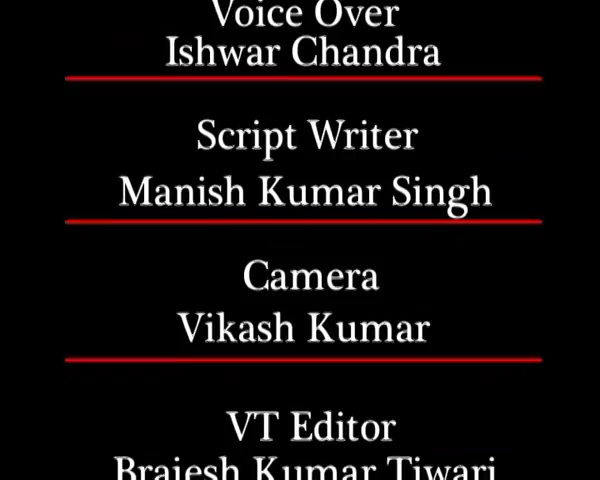 Voice Over
Ishwar Chandra
Script Writer
Manish Kumar Singh
Camera
Vikash Kumar
VT Editor
Brajesh Kumar Tiwari